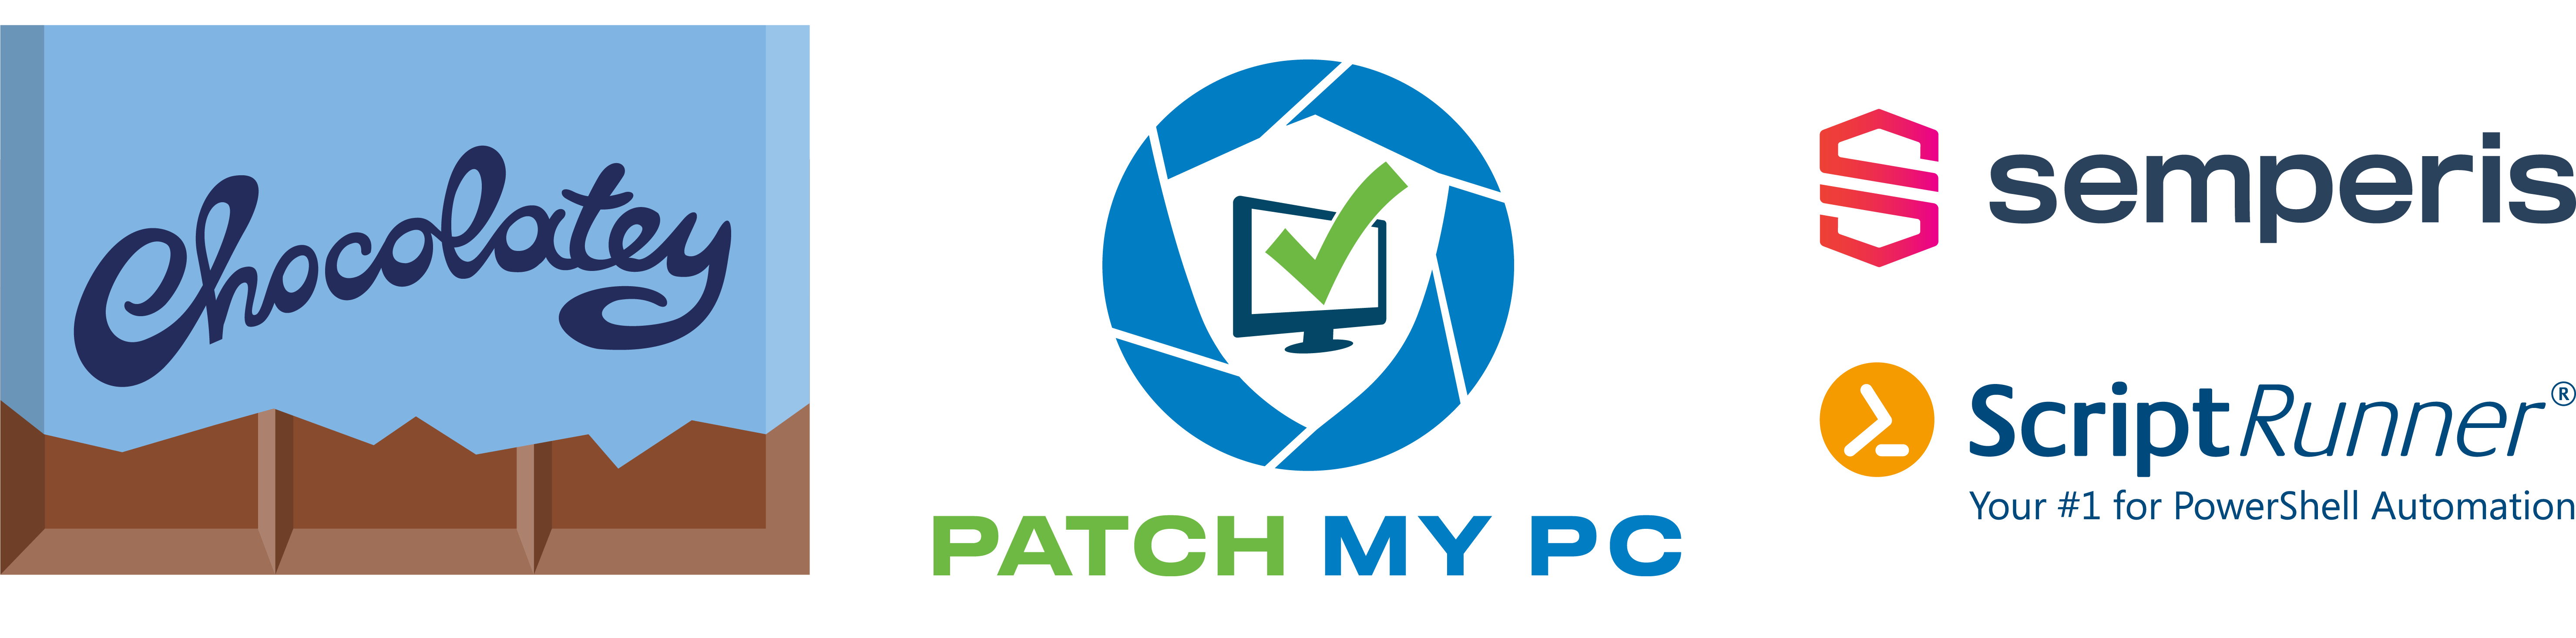 Chocolatey
PATCH MY PC
semperis
ScriptRunner®
Your #1 for PowerShell Automation